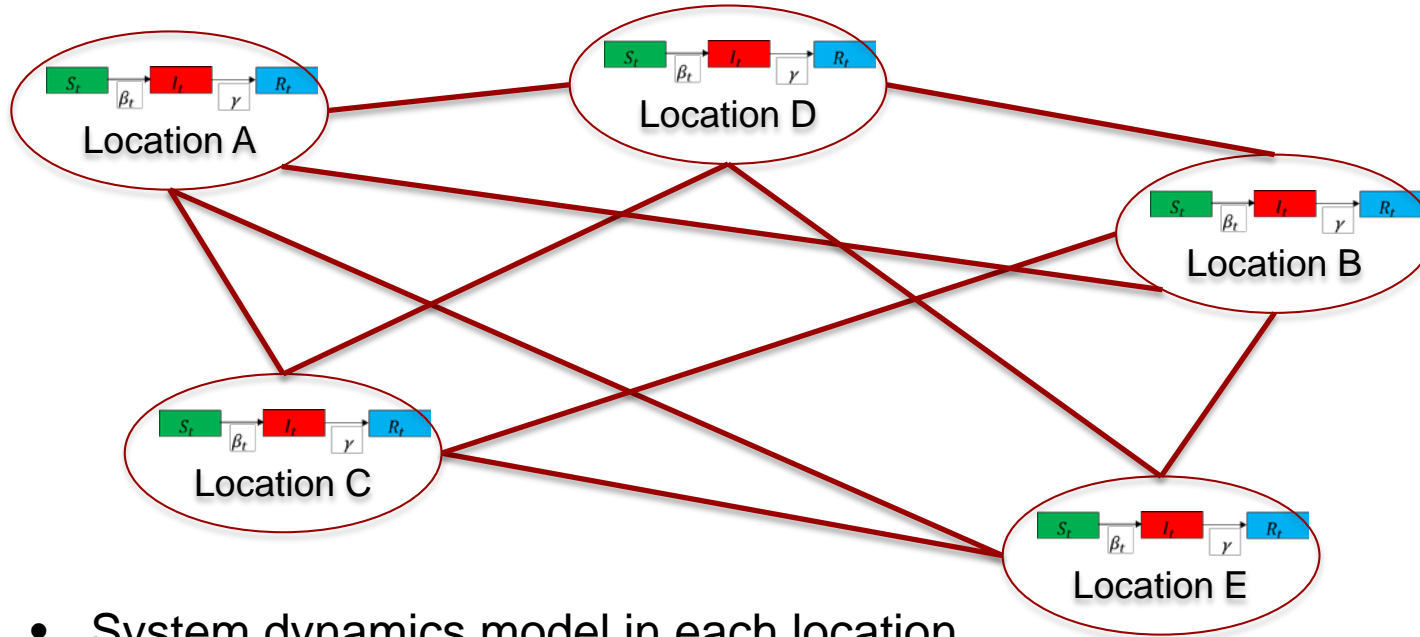 S_t β_t I_t γ R_t
Location A
S_t β_t I_t γ R_t
Location D
S_t β_t I_t γ R_t
Location B
S_t β_t I_t γ R_t
Location C
S_t β_t I_t γ R_t
Location E
• System dynamics model in each location